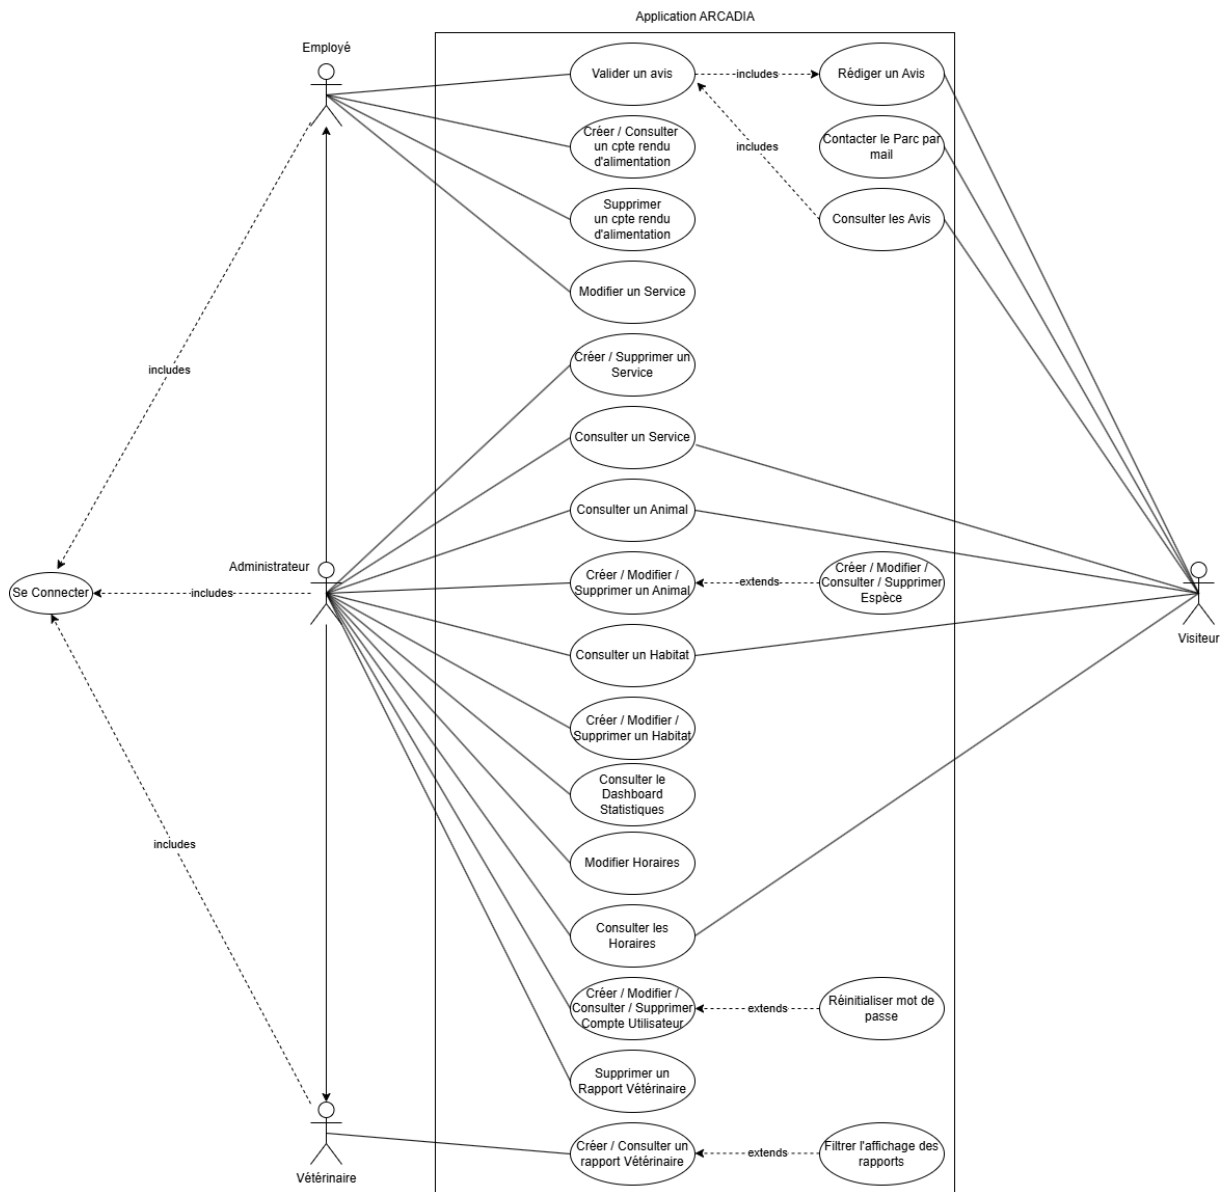 Application ARCADIA
Employé
Valider un avis
includes
Rédiger un Avis
Créer / Consulter
un cpte rendu
d'alimentation
includes
Contacter le Parc par
mail
Supprimer
un cpte rendu
d'alimentation
Consulter les Avis
Modifier un Service
includes
Créer / Supprimer un
Service
Consulter un Service
Consulter un Animal
Administrateur
Se Connecter
includes
Créer / Modifier /
Supprimer un Animal
extends
Créer / Modifier /
Consulter / Supprimer
Espèce
Visiteur
Consulter un Habitat
Créer / Modifier /
Supprimer un Habitat
Consulter le
Dashboard
Statistiques
includes
Modifier Horaires
Consulter les
Horaires
Créer / Modifier /
Consulter / Supprimer
Compte Utilisateur
extends
Réinitialiser mot de
passe
Supprimer un
Rapport Vétérinaire
Vétérinaire
Créer / Consulter un
rapport Vétérinaire
extends
Filtrer l'affichage des
rapports